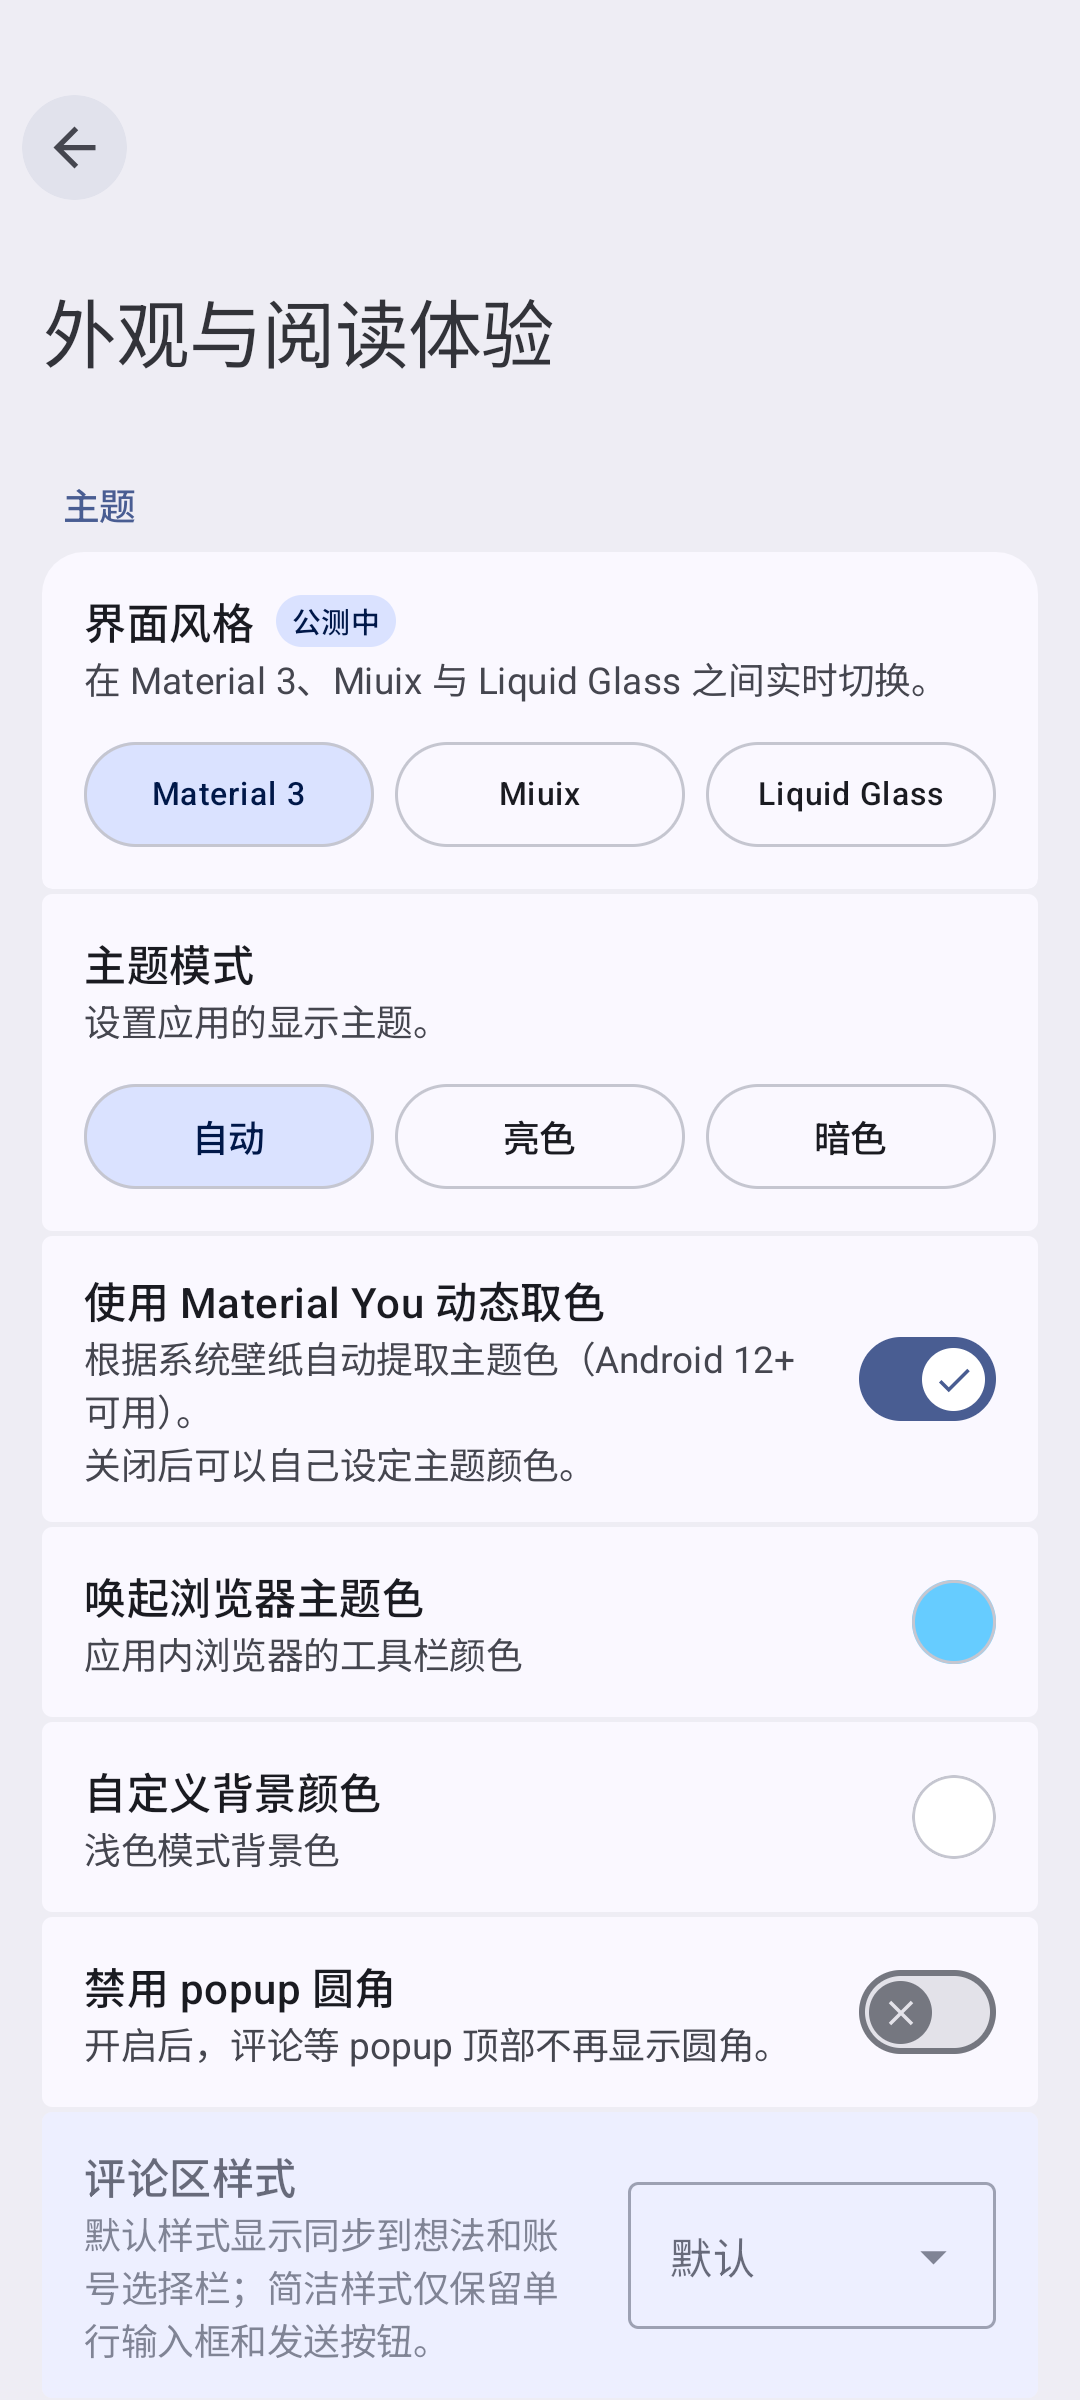 外观与阅读体验
主题
界面风格 公测中
在 Material 3、Miuix 与 Liquid Glass 之间实时切换。
Material 3 Miuix Liquid Glass
主题模式
设置应用的显示主题。
自动 亮色 暗色
使用 Material You 动态取色
根据系统壁纸自动提取主题色（Android 12+
可用）。
关闭后可以自己设定主题颜色。
唤起浏览器主题色
应用内浏览器的工具栏颜色
自定义背景颜色
浅色模式背景色
禁用 popup 圆角
开启后，评论等 popup 顶部不再显示圆角。
评论区样式
默认样式显示同步到想法和账
号选择栏；简洁样式仅保留单
行输入框和发送按钮。
默认